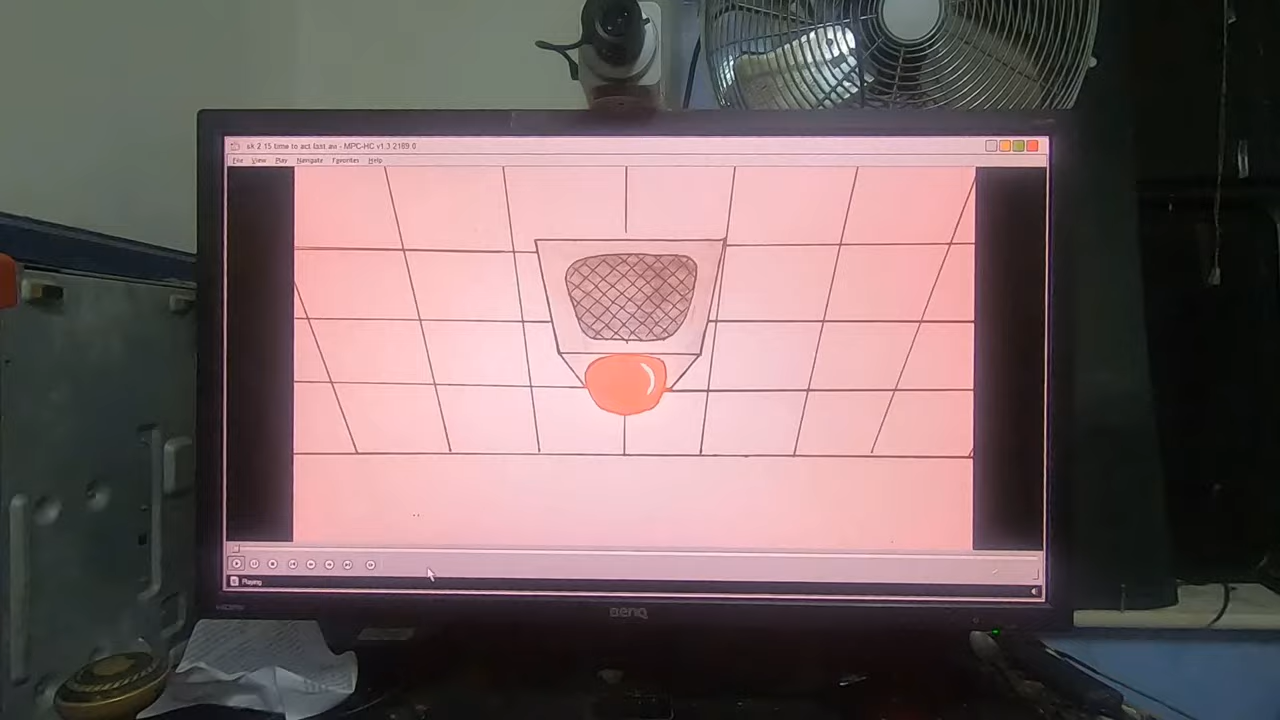 sk 2 15 time to act last.avi - MPC-HC v1.3 2189.0
File View Play Navigate Favorites Help
Playing
BenQ